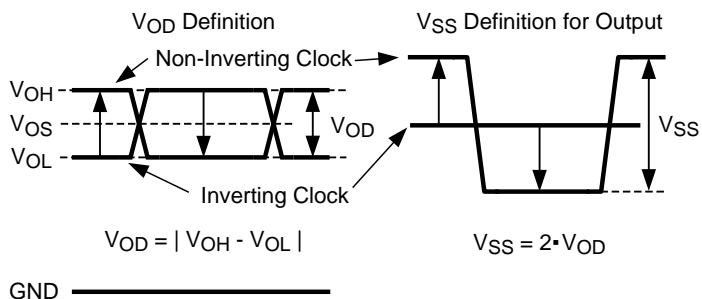 VOD Definition
VSS Definition for Output
Non-Inverting Clock
VOH
VOS
VOL
VOD
VSS
Inverting Clock
VOD = | VOH - VOL |
VSS = 2▪VOD
GND